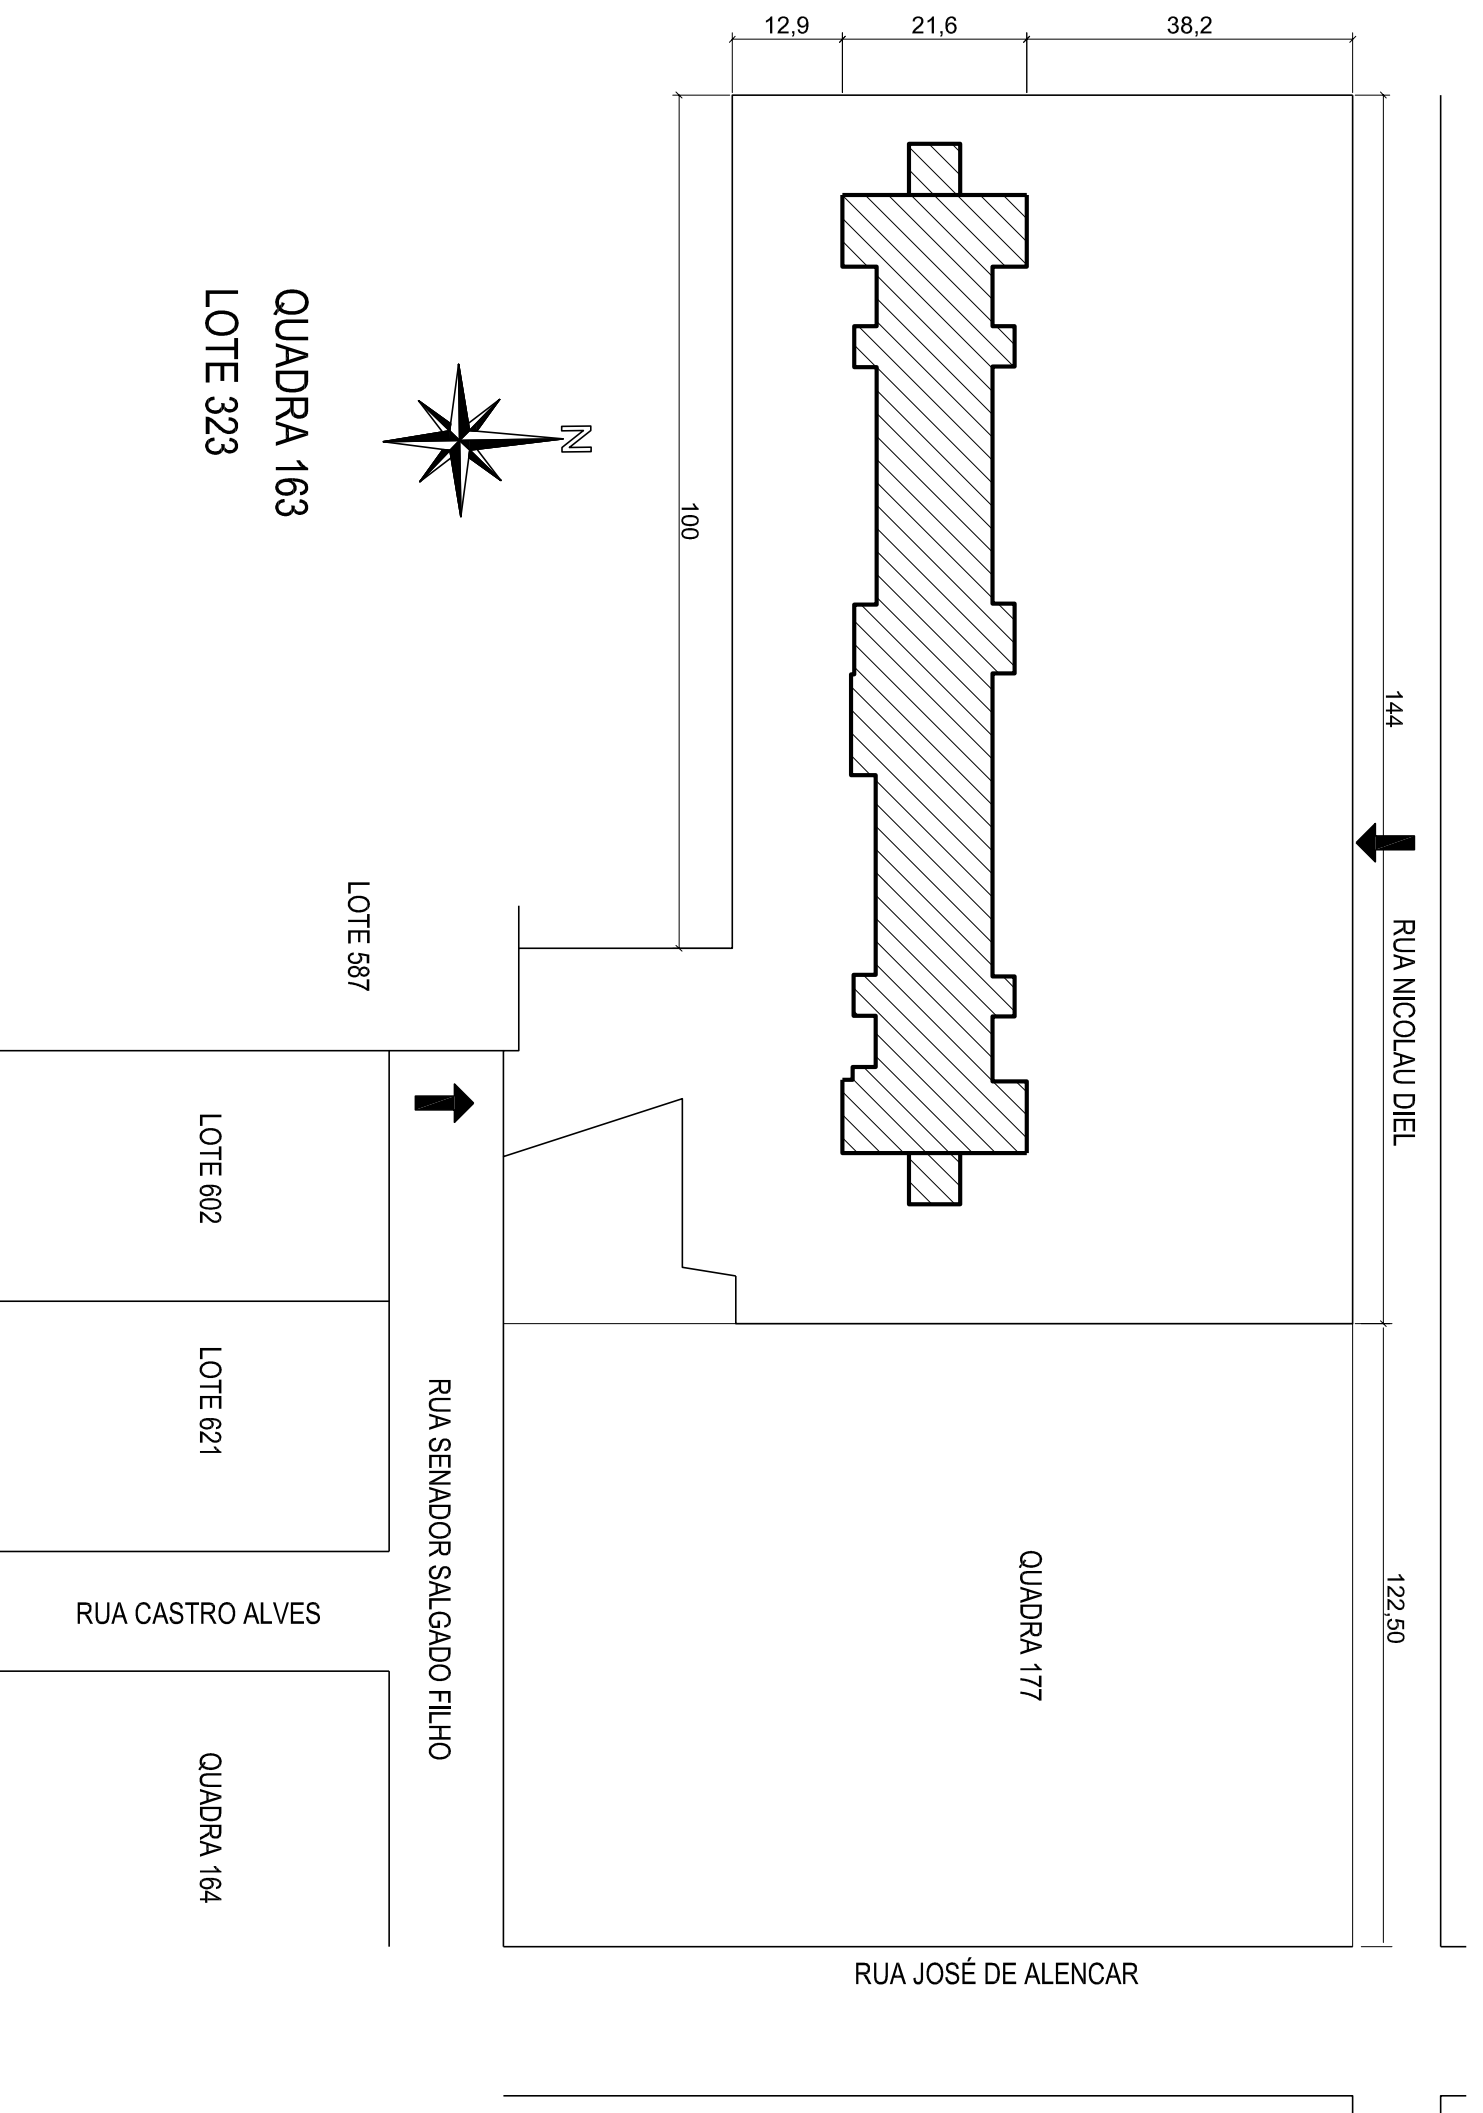 12,9
21,6
38,2
144
100
N
QUADRA 163
LOTE 323
RUA NICOLAU DIEL
LOTE 587
LOTE 602
LOTE 621
RUA SENADOR SALGADO FILHO
122,50
QUADRA 177
RUA CASTRO ALVES
QUADRA 164
RUA JOSÉ DE ALENCAR